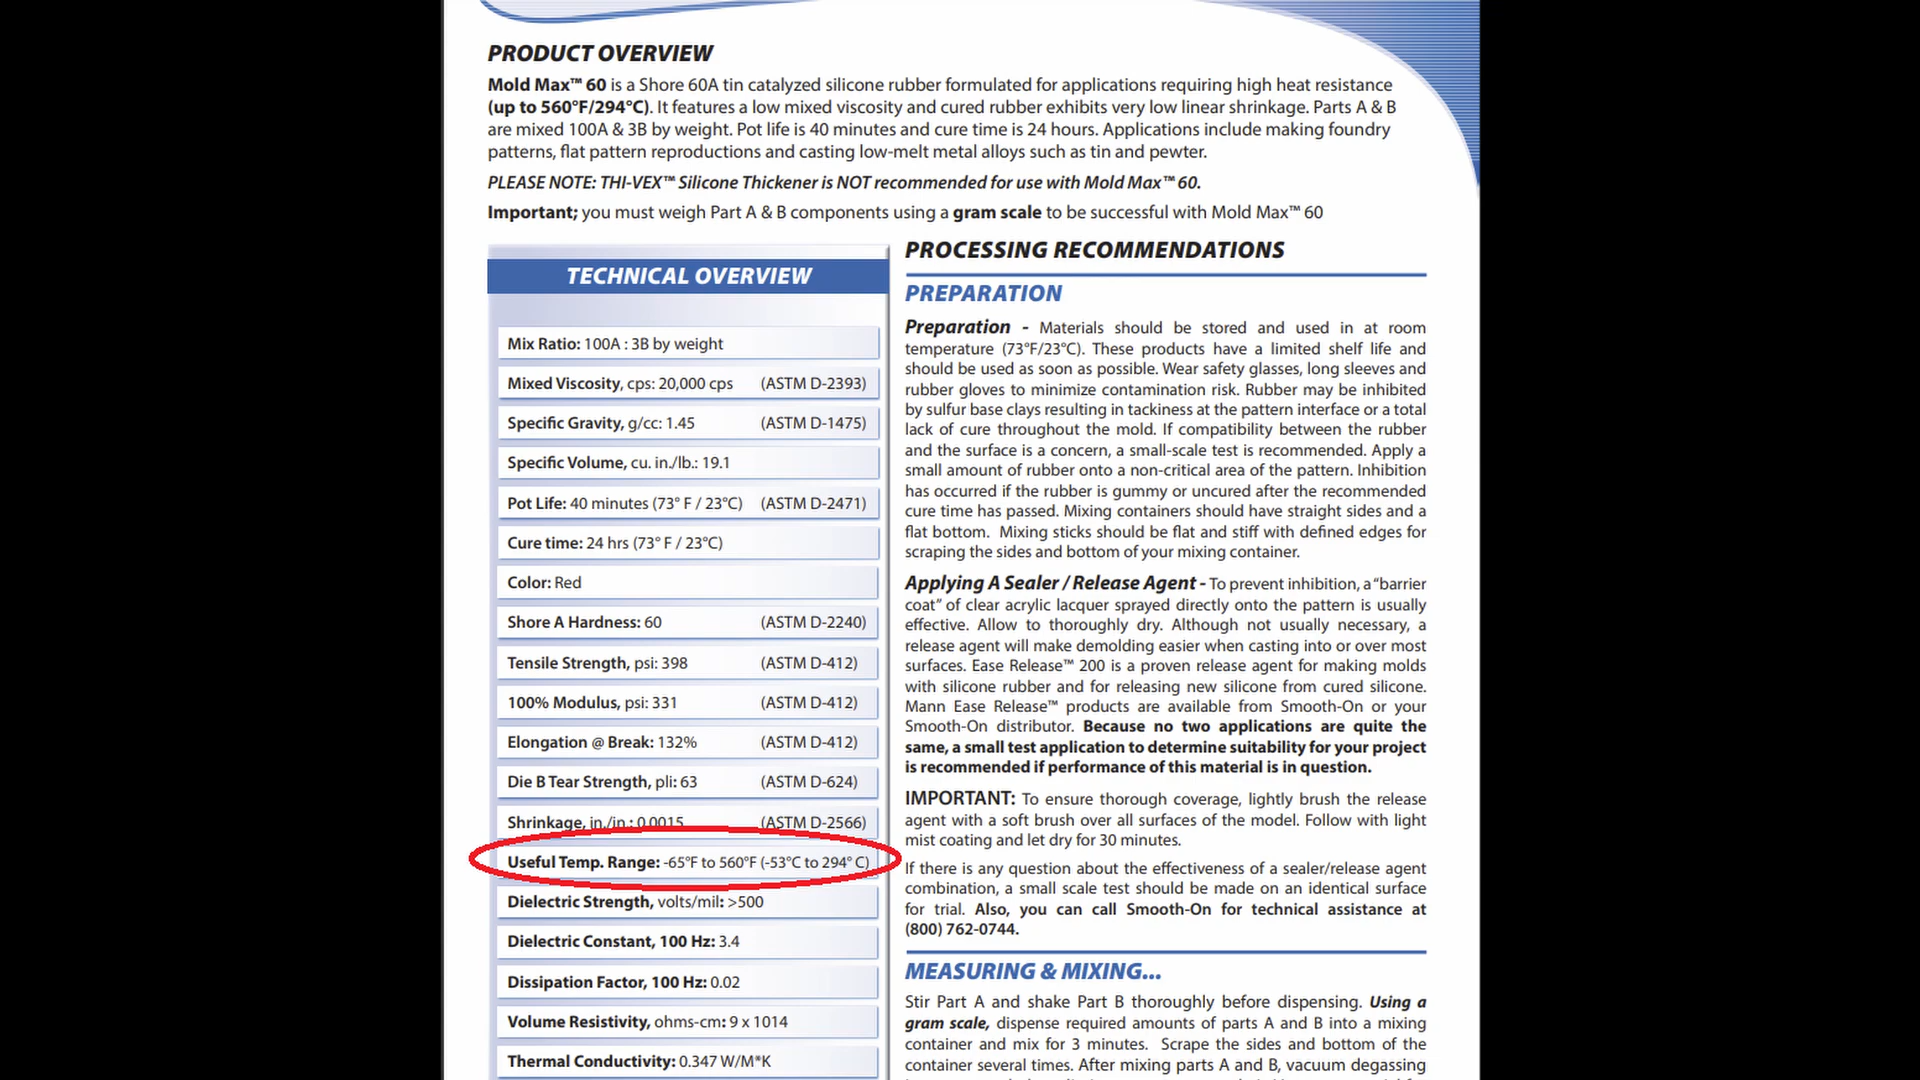 PRODUCT OVERVIEW
Mold Max™ 60 is a Shore 60A tin catalyzed silicone rubber formulated for applications requiring high heat resistance
(up to 560°F/294°C). It features a low mixed viscosity and cured rubber exhibits very low linear shrinkage. Parts A & B
are mixed 100A & 3B by weight. Pot life is 40 minutes and cure time is 24 hours. Applications include making foundry
patterns, flat pattern reproductions and casting low-melt metal alloys such as tin and pewter.
PLEASE NOTE: THI-VEX™ Silicone Thickener is NOT recommended for use with Mold Max™ 60.
Important; you must weigh Part A & B components using a gram scale to be successful with Mold Max™ 60
TECHNICAL OVERVIEW
Mix Ratio: 100A : 3B by weight
Mixed Viscosity, cps: 20,000 cps (ASTM D-2393)
Specific Gravity, g/cc: 1.45 (ASTM D-1475)
Specific Volume, cu. in./lb.: 19.1
Pot Life: 40 minutes (73° F / 23°C) (ASTM D-2471)
Cure time: 24 hrs (73° F / 23°C)
Color: Red
Shore A Hardness: 60 (ASTM D-2240)
Tensile Strength, psi: 398 (ASTM D-412)
100% Modulus, psi: 331 (ASTM D-412)
Elongation @ Break: 132% (ASTM D-412)
Die B Tear Strength, pli: 63 (ASTM D-624)
Shrinkage, in./in.: 0.0015 (ASTM D-2566)
Useful Temp. Range: -65°F to 560°F (-53°C to 294° C)
Dielectric Strength, volts/mil: >500
Dielectric Constant, 100 Hz: 3.4
Dissipation Factor, 100 Hz: 0.02
Volume Resistivity, ohms-cm: 9 x 1014
Thermal Conductivity: 0.347 W/M*K
PROCESSING RECOMMENDATIONS
PREPARATION
Preparation - Materials should be stored and used in at room
temperature (73°F/23°C). These products have a limited shelf life and
should be used as soon as possible. Wear safety glasses, long sleeves and
rubber gloves to minimize contamination risk. Rubber may be inhibited
by sulfur base clays resulting in tackiness at the pattern interface or a total
lack of cure throughout the mold. If compatibility between the rubber
and the surface is a concern, a small-scale test is recommended. Apply a
small amount of rubber onto a non-critical area of the pattern. Inhibition
has occurred if the rubber is gummy or uncured after the recommended
cure time has passed. Mixing containers should have straight sides and a
flat bottom. Mixing sticks should be flat and stiff with defined edges for
scraping the sides and bottom of your mixing container.
Applying A Sealer / Release Agent - To prevent inhibition, a “barrier
coat” of clear acrylic lacquer sprayed directly onto the pattern is usually
effective. Allow to thoroughly dry. Although not usually necessary, a
release agent will make demolding easier when casting into or over most
surfaces. Ease Release™ 200 is a proven release agent for making molds
with silicone rubber and for releasing new silicone from cured silicone.
Mann Ease Release™ products are available from Smooth-On or your
Smooth-On distributor. Because no two applications are quite the
same, a small test application to determine suitability for your project
is recommended if performance of this material is in question.
IMPORTANT: To ensure thorough coverage, lightly brush the release
agent with a soft brush over all surfaces of the model. Follow with light
mist coating and let dry for 30 minutes.
If there is any question about the effectiveness of a sealer/release agent
combination, a small scale test should be made on an identical surface
for trial. Also, you can call Smooth-On for technical assistance at
(800) 762-0744.
MEASURING & MIXING...
Stir Part A and shake Part B thoroughly before dispensing. Using a
gram scale, dispense required amounts of parts A and B into a mixing
container and mix for 3 minutes. Scrape the sides and bottom of the
container several times. After mixing parts A and B, vacuum degassing